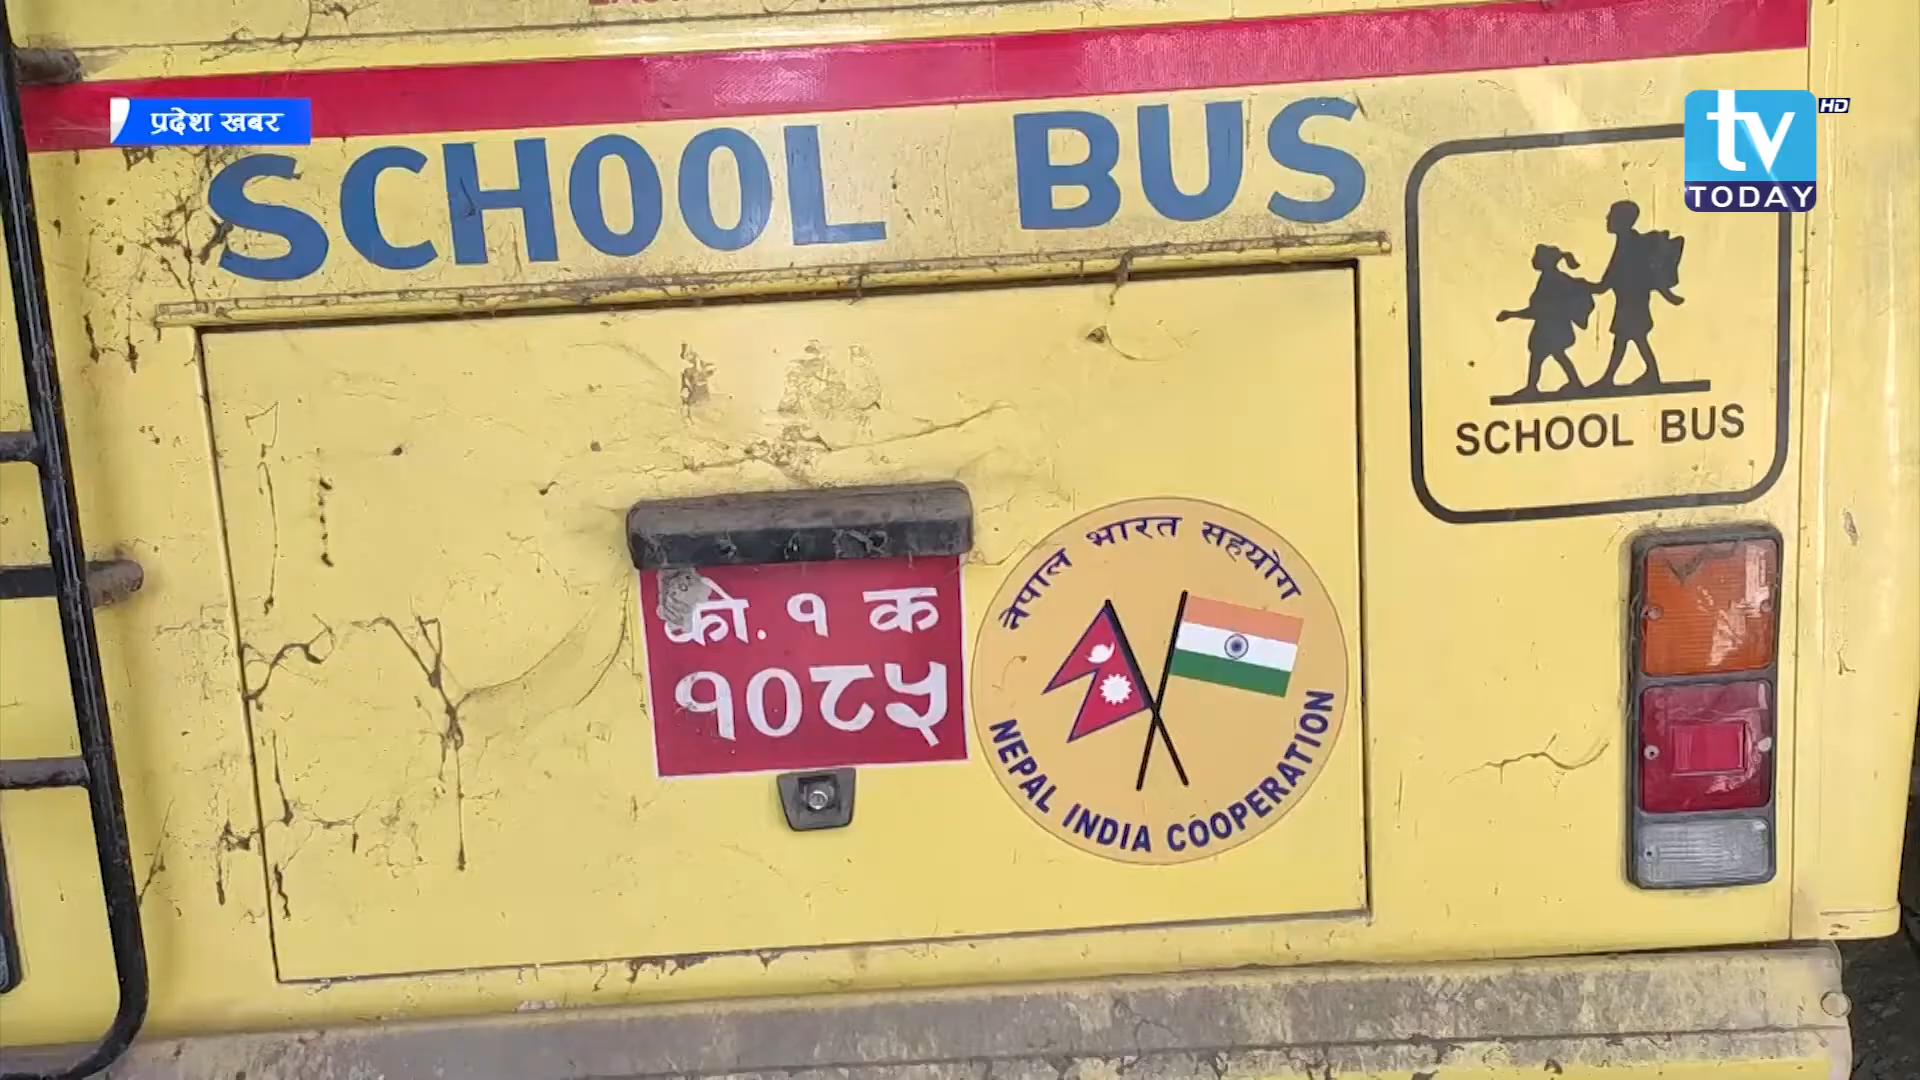 प्रदेश खबर
tv HD
TODAY
SCHOOL BUS
SCHOOL BUS
को. १ क
१०८५
नेपाल भारत सहयोग
NEPAL INDIA COOPERATION